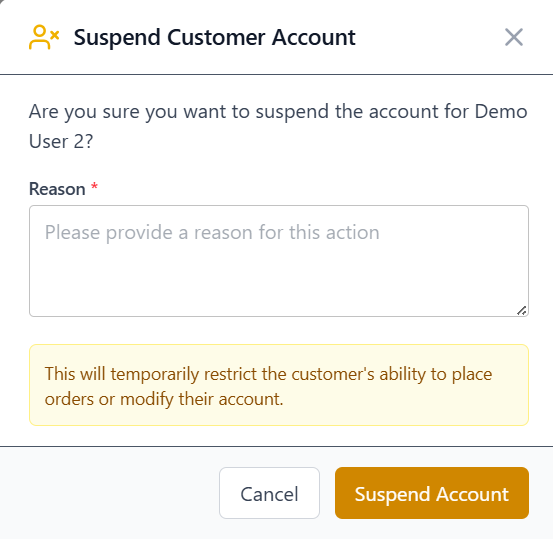 Suspend Customer Account
Are you sure you want to suspend the account for Demo
User 2?
Reason *
Please provide a reason for this action
This will temporarily restrict the customer's ability to place
orders or modify their account.
Cancel
Suspend Account